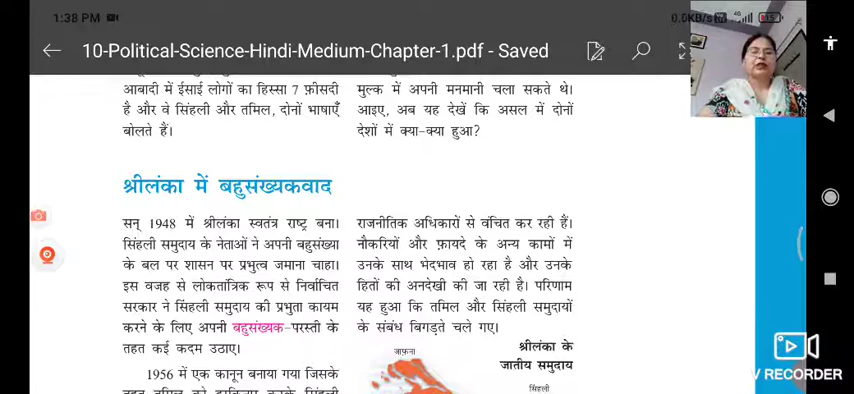 1:38 PM
0.0KB/s
4G
10-Political-Science-Hindi-Medium-Chapter-1.pdf - Saved
आबादी में ईसाई लोगों का हिस्सा 7 फ़ीसदी
है और वे सिंहली और तमिल, दोनों भाषाएँ
बोलते हैं।
मुल्क में अपनी मनमानी चला सकते थे।
आइए, अब यह देखें कि असल में दोनों
देशों में क्या-क्या हुआ?
श्रीलंका में बहुसंख्यकवाद
सन् 1948 में श्रीलंका स्वतंत्र राष्ट्र बना।
सिंहली समुदाय के नेताओं ने अपनी बहुसंख्या
के बल पर शासन पर प्रभुत्व जमाना चाहा।
इस वजह से लोकतांत्रिक रूप से निर्वाचित
सरकार ने सिंहली समुदाय की प्रभुता कायम
करने के लिए अपनी बहुसंख्यक-परस्ती के
तहत कई कदम उठाए।
1956 में एक कानून बनाया गया जिसके
राजनीतिक अधिकारों से वंचित कर रही हैं।
नौकरियों और फ़ायदे के अन्य कामों में
उनके साथ भेदभाव हो रहा है और उनके
हितों की अनदेखी की जा रही है। परिणाम
यह हुआ कि तमिल और सिंहली समुदायों
के संबंध बिगड़ते चले गए।
श्रीलंका के
जातीय समुदाय
जाफना
सिंहली
V RECORDER